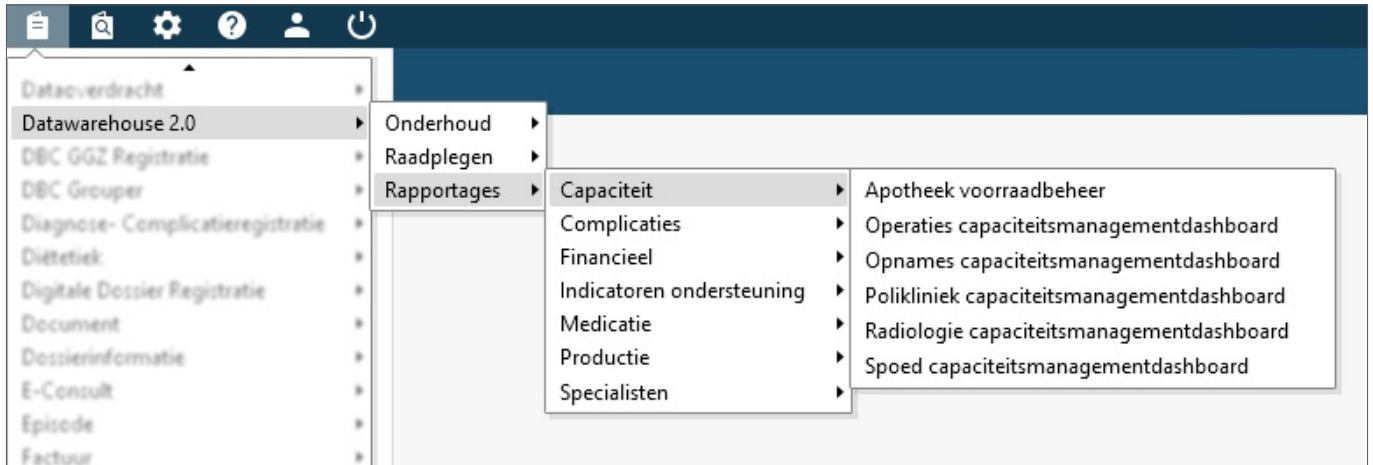 Dataoverdracht
Datawarehouse 2.0
DBC GGZ Registratie
DBC Grouper
Diagnose- Complicatieregistratie
Diëtetiek
Digitale Dossier Registratie
Document
Dossierinformatie
E-Consult
Episode
Factuur
Onderhoud
Raadplegen
Rapportages
Capaciteit
Complicaties
Financieel
Indicatoren ondersteuning
Medicatie
Productie
Specialisten
Apotheek voorraadbeheer
Operaties capaciteitsmanagementdashboard
Opnames capaciteitsmanagementdashboard
Polikliniek capaciteitsmanagementdashboard
Radiologie capaciteitsmanagementdashboard
Spoed capaciteitsmanagementdashboard